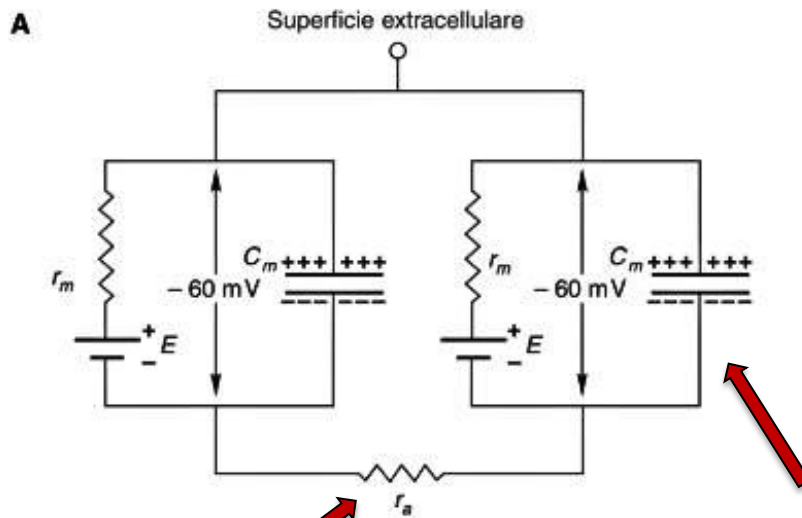 A
Superficie extracellulare
r_m
– 60 mV
C_m +++ +++
+
E
–
r_m
– 60 mV
C_m +++ +++
+
E
–
r_a